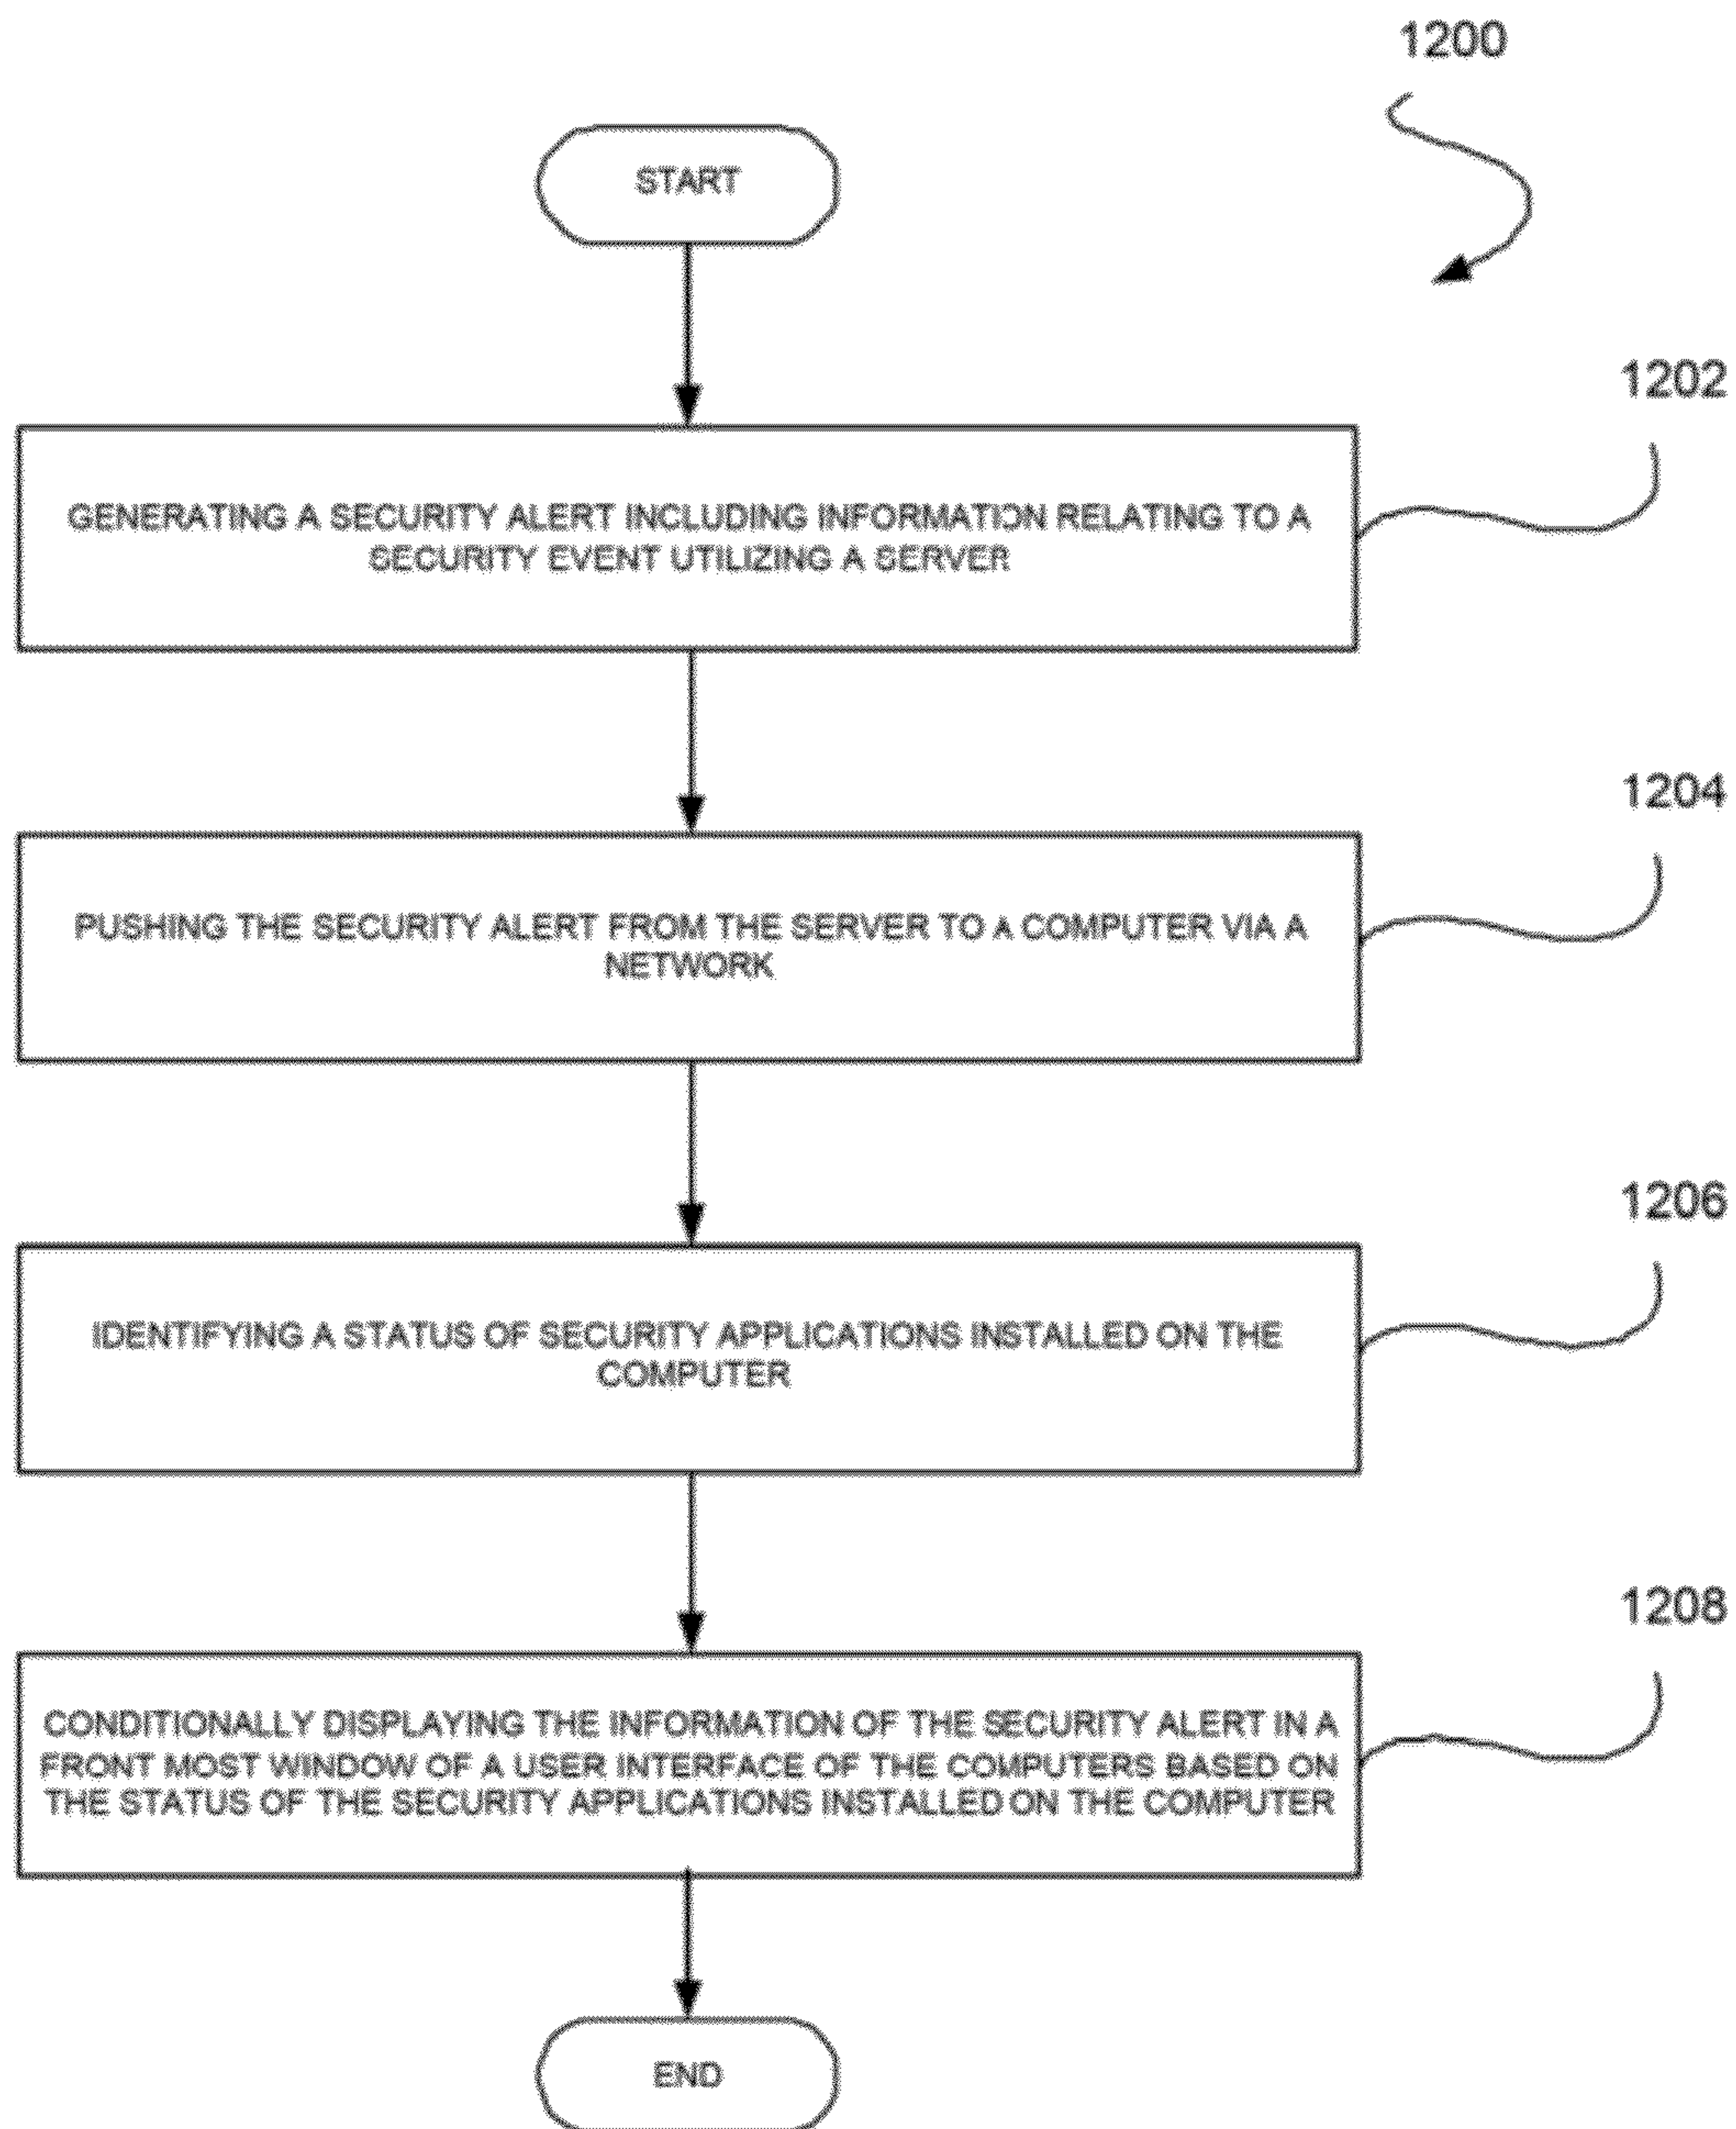 1200
START
1202
GENERATING A SECURITY ALERT INCLUDING INFORMATION RELATING TO A
SECURITY EVENT UTILIZING A SERVER
1204
PUSHING THE SECURITY ALERT FROM THE SERVER TO A COMPUTER VIA A
NETWORK
1206
IDENTIFYING A STATUS OF SECURITY APPLICATIONS INSTALLED ON THE
COMPUTER
1208
CONDITIONALLY DISPLAYING THE INFORMATION OF THE SECURITY ALERT IN A
FRONT MOST WINDOW OF A USER INTERFACE OF THE COMPUTERS BASED ON
THE STATUS OF THE SECURITY APPLICATIONS INSTALLED ON THE COMPUTER
END